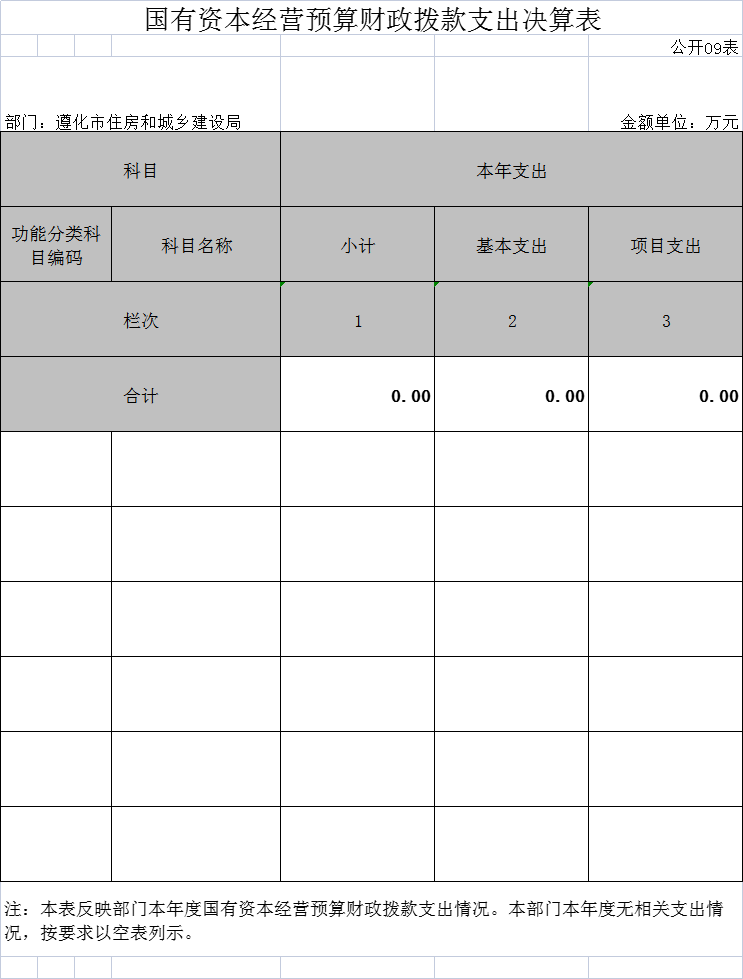 国有资本经营预算财政拨款支出决算表
公开09表
部门：遵化市住房和城乡建设局 金额单位：万元
科目 本年支出
功能分类科
目编码 科目名称 小计 基本支出 项目支出
栏次 1 2 3
合计 0.00 0.00 0.00
注：本表反映部门本年度国有资本经营预算财政拨款支出情况。本部门本年度无相关支出情
况，按要求以空表列示。